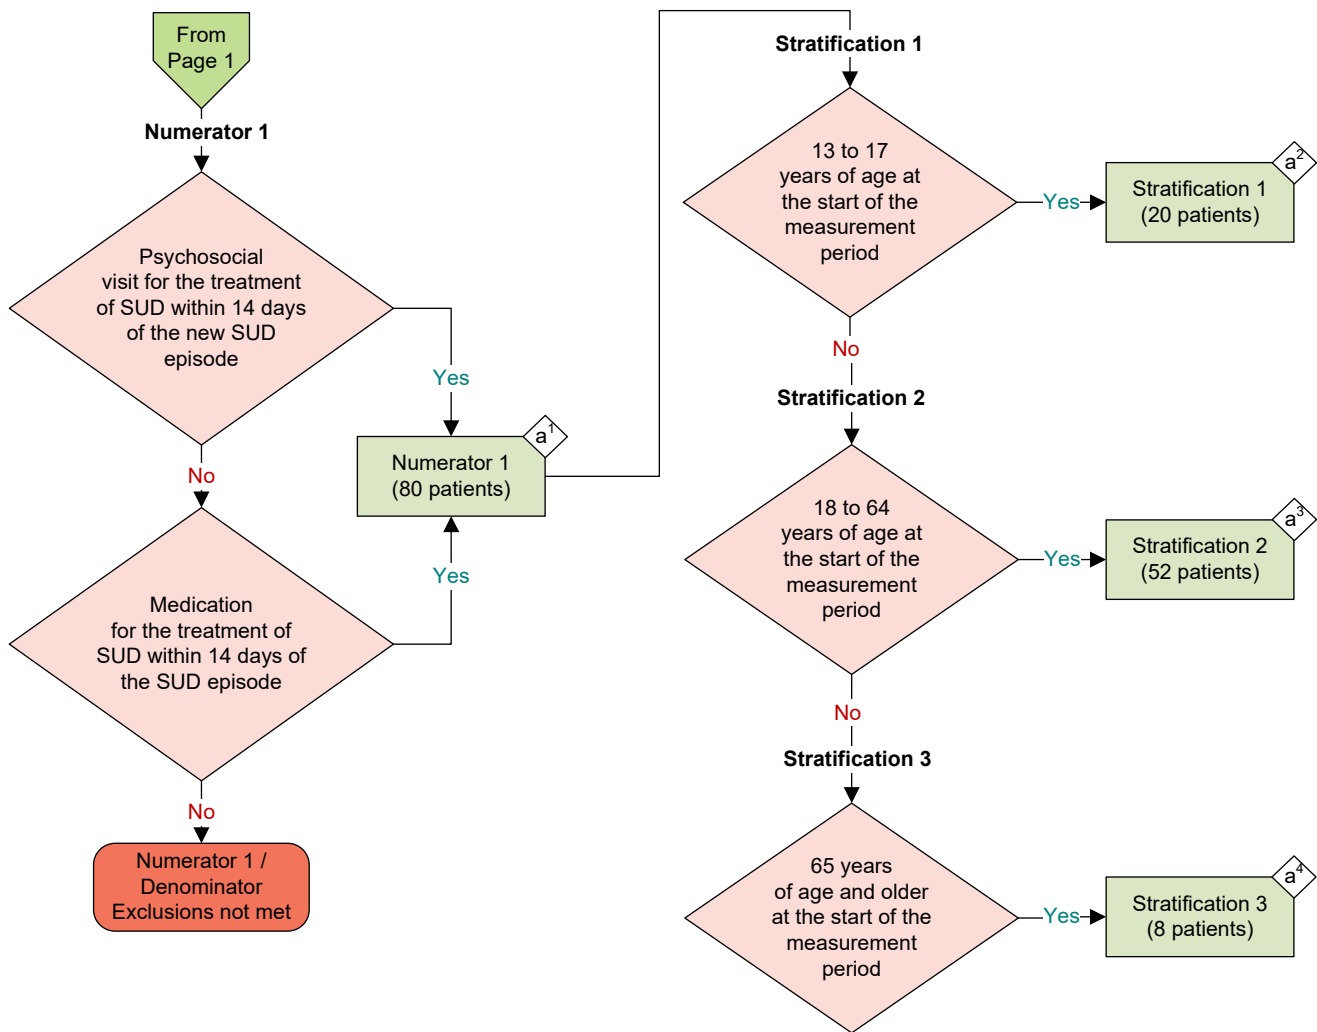 From
Page 1
Numerator 1
Psychosocial
visit for the treatment
of SUD within 14 days
of the new SUD
episode
Yes
No
Medication
for the treatment of
SUD within 14 days of
the SUD episode
Yes
No
Numerator 1 /
Denominator
Exclusions not met
a¹
Numerator 1
(80 patients)
Stratification 1
13 to 17
years of age at
the start of the
measurement
period
Yes
a²
Stratification 1
(20 patients)
No
Stratification 2
18 to 64
years of age at
the start of the
measurement
period
Yes
a³
Stratification 2
(52 patients)
No
Stratification 3
65 years
of age and older
at the start of the
measurement
period
Yes
a⁴
Stratification 3
(8 patients)